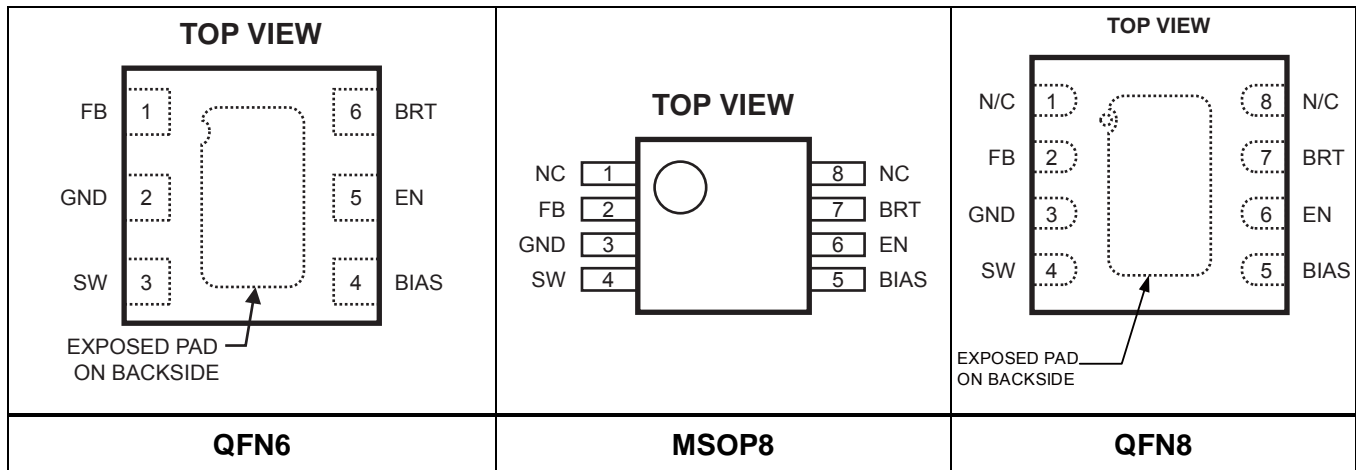 TOP VIEW
FB 1 6 BRT
GND 2 5 EN
SW 3 4 BIAS
EXPOSED PAD
ON BACKSIDE
QFN6
TOP VIEW
NC 1 8 NC
FB 2 7 BRT
GND 3 6 EN
SW 4 5 BIAS
MSOP8
TOP VIEW
N/C 1 8 N/C
FB 2 7 BRT
GND 3 6 EN
SW 4 5 BIAS
EXPOSED PAD
ON BACKSIDE
QFN8